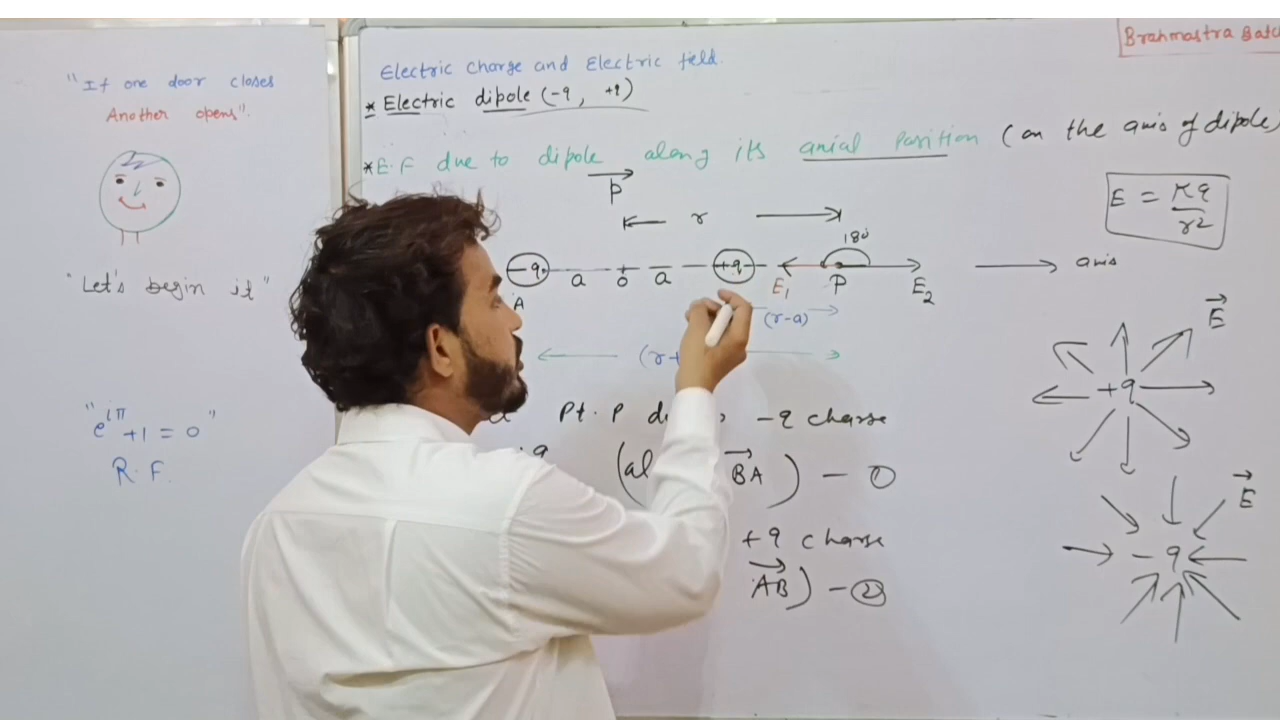 Brahmastra Batc
"If one door closes
Another opens".
"Let's begin it"
"e^iπ +1 = 0"
R.F.
Electric Charge and Electric field.
* Electric dipole (-q, +q)
* E.F due to dipole along its axial Position (on the axis of dipole)
p
r
180°
-q a o a +q E1 P E2 axis
A
(r-a)
(r+
Pt. P -q charge
BA) - ①
+q charge
AB) - ②
E = Kq/r2
E
+q
E
-q